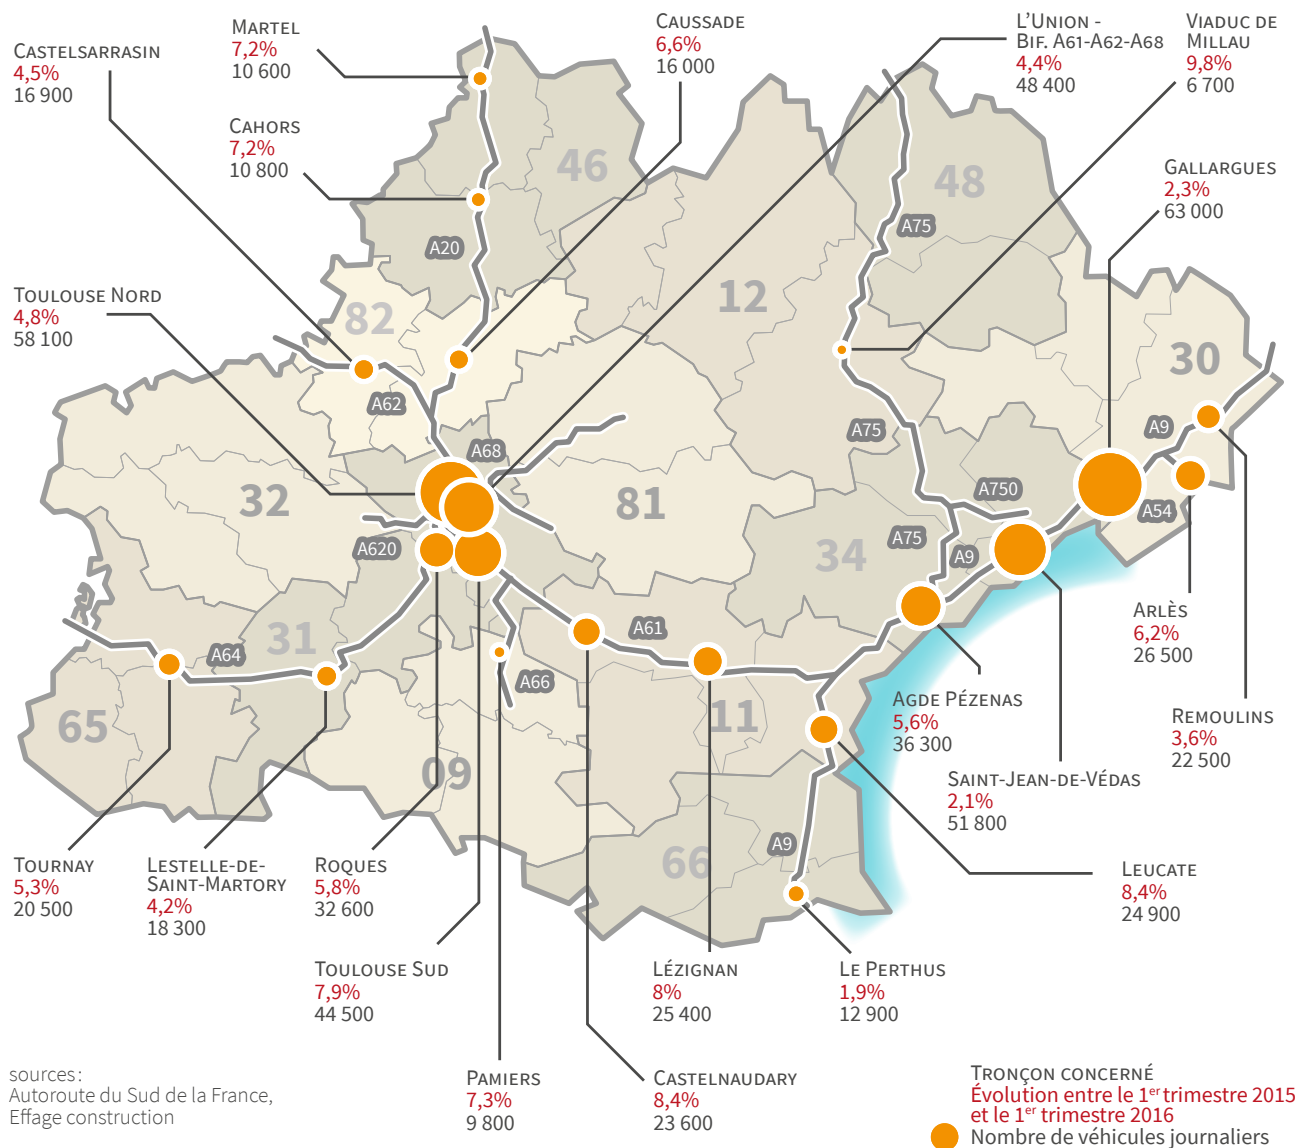 MARTEL
7,2%
10 600
CAUSSADE
6,6%
16 000
L'UNION -
BIF. A61-A62-A68
4,4%
48 400
VIADUC DE
MILLAU
9,8%
6 700
CASTELSARRASIN
4,5%
16 900
CAHORS
7,2%
10 800
GALLARGUES
2,3%
63 000
TOULOUSE NORD
4,8%
58 100
46
48
A20
A75
12
82
30
A62
A75
A9
A68
32
81
A750
A54
A620
A75
A9
34
31
A61
A64
A66
65
11
09
66
A9
ARLÈS
6,2%
26 500
AGDE PÉZENAS
5,6%
36 300
REMOULINS
3,6%
22 500
SAINT-JEAN-DE-VÉDAS
2,1%
51 800
TOURNAY
5,3%
20 500
LESTELLE-DE-
SAINT-MARTORY
4,2%
18 300
ROQUES
5,8%
32 600
LEUCATE
8,4%
24 900
TOULOUSE SUD
7,9%
44 500
LÉZIGNAN
8%
25 400
LE PERTHUS
1,9%
12 900
PAMIERS
7,3%
9 800
CASTELNAUDARY
8,4%
23 600
sources :
Autoroute du Sud de la France,
Effage construction
TRONÇON CONCERNÉ
Évolution entre le 1er trimestre 2015
et le 1er trimestre 2016
Nombre de véhicules journaliers